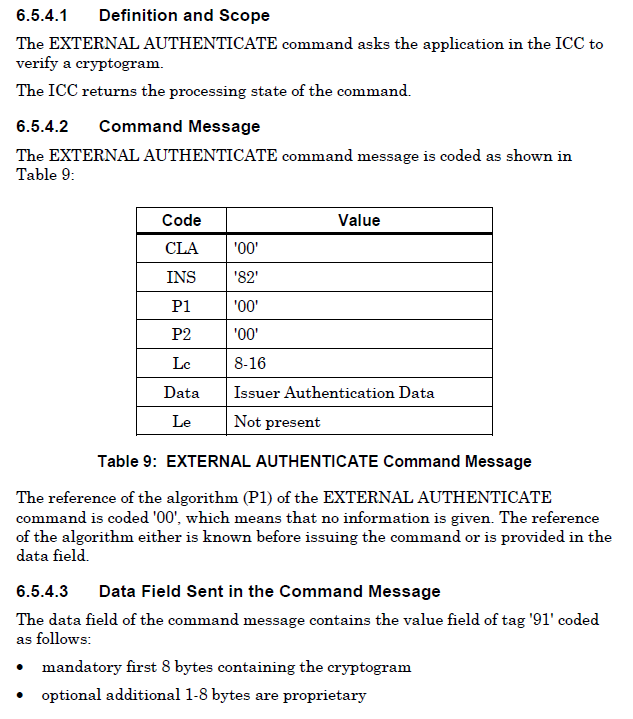 6.5.4.1 Definition and Scope
The EXTERNAL AUTHENTICATE command asks the application in the ICC to
verify a cryptogram.
The ICC returns the processing state of the command.
6.5.4.2 Command Message
The EXTERNAL AUTHENTICATE command message is coded as shown in
Table 9:
Code Value
CLA '00'
INS '82'
P1 '00'
P2 '00'
Lc 8-16
Data Issuer Authentication Data
Le Not present
Table 9: EXTERNAL AUTHENTICATE Command Message
The reference of the algorithm (P1) of the EXTERNAL AUTHENTICATE
command is coded '00', which means that no information is given. The reference
of the algorithm either is known before issuing the command or is provided in the
data field.
6.5.4.3 Data Field Sent in the Command Message
The data field of the command message contains the value field of tag '91' coded
as follows:
• mandatory first 8 bytes containing the cryptogram
• optional additional 1-8 bytes are proprietary